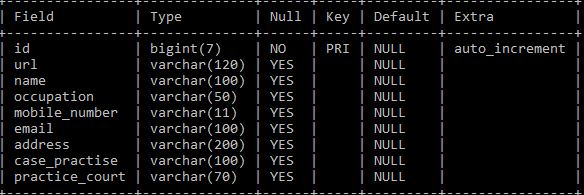 | Field | Type | Null | Key | Default | Extra |
| id | bigint(7) | NO | PRI | NULL | auto_increment |
| url | varchar(120) | YES | | NULL | |
| name | varchar(100) | YES | | NULL | |
| occupation | varchar(50) | YES | | NULL | |
| mobile_number | varchar(11) | YES | | NULL | |
| email | varchar(100) | YES | | NULL | |
| address | varchar(200) | YES | | NULL | |
| case_practise | varchar(100) | YES | | NULL | |
| practice_court | varchar(70) | YES | | NULL | |